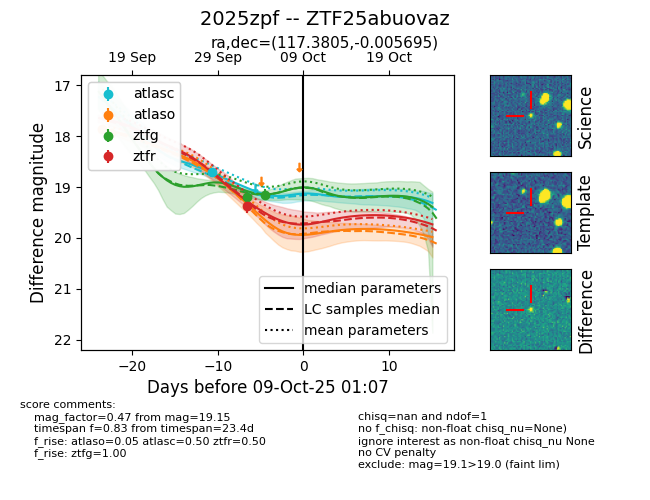 2025zpf -- ZTF25abuovaz
ra,dec=(117.3805,-0.005695)
19 Sep 29 Sep 09 Oct 19 Oct
17
18
19
20
21
22
Difference magnitude
atlasc
atlaso
ztfg
ztfr
median parameters
LC samples median
mean parameters
−20 −10 0 10
Days before 09-Oct-25 01:07
Science
Template
Difference
score comments:
mag_factor=0.47 from mag=19.15
timespan f=0.83 from timespan=23.4d
f_rise: atlaso=0.05 atlasc=0.50 ztfr=0.50
f_rise: ztfg=1.00
chisq=nan and ndof=1
no f_chisq: non-float chisq_nu=None)
ignore interest as non-float chisq_nu None
no CV penalty
exclude: mag=19.1>19.0 (faint lim)